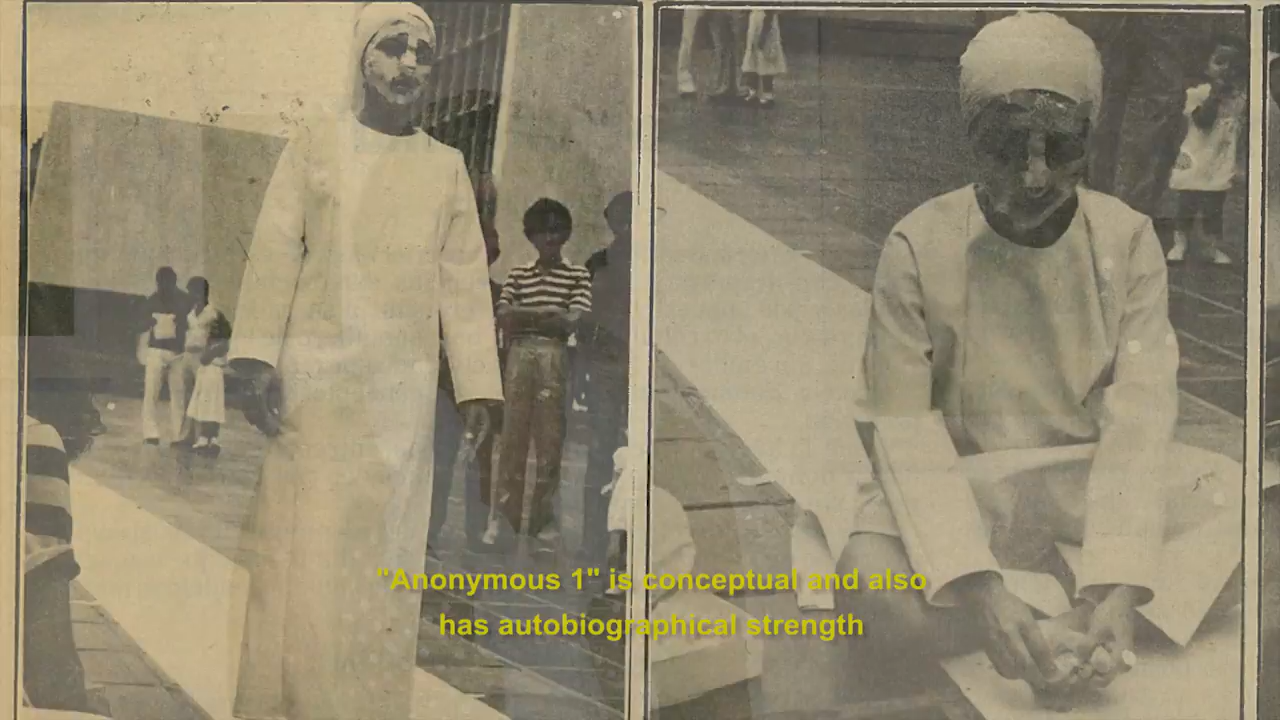 "Anonymous 1" is conceptual and also
has autobiographical strength